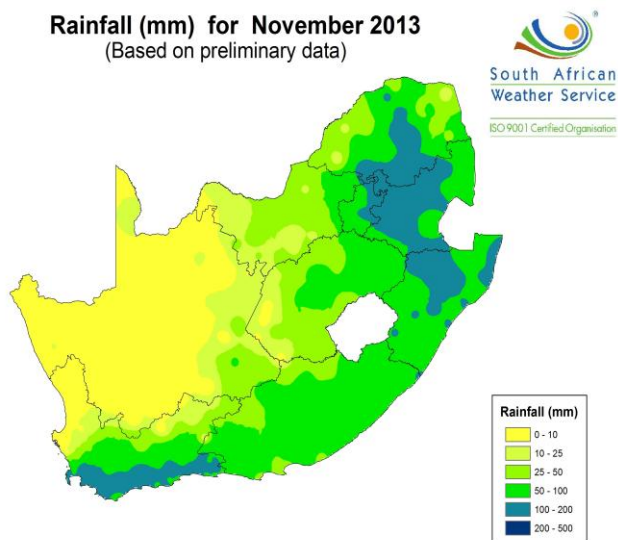 Rainfall (mm) for November 2013
(Based on preliminary data)
®
South African
Weather Service
ISO 9001 Certified Organisation
Rainfall (mm)
0 - 10
10 - 25
25 - 50
50 - 100
100 - 200
200 - 500